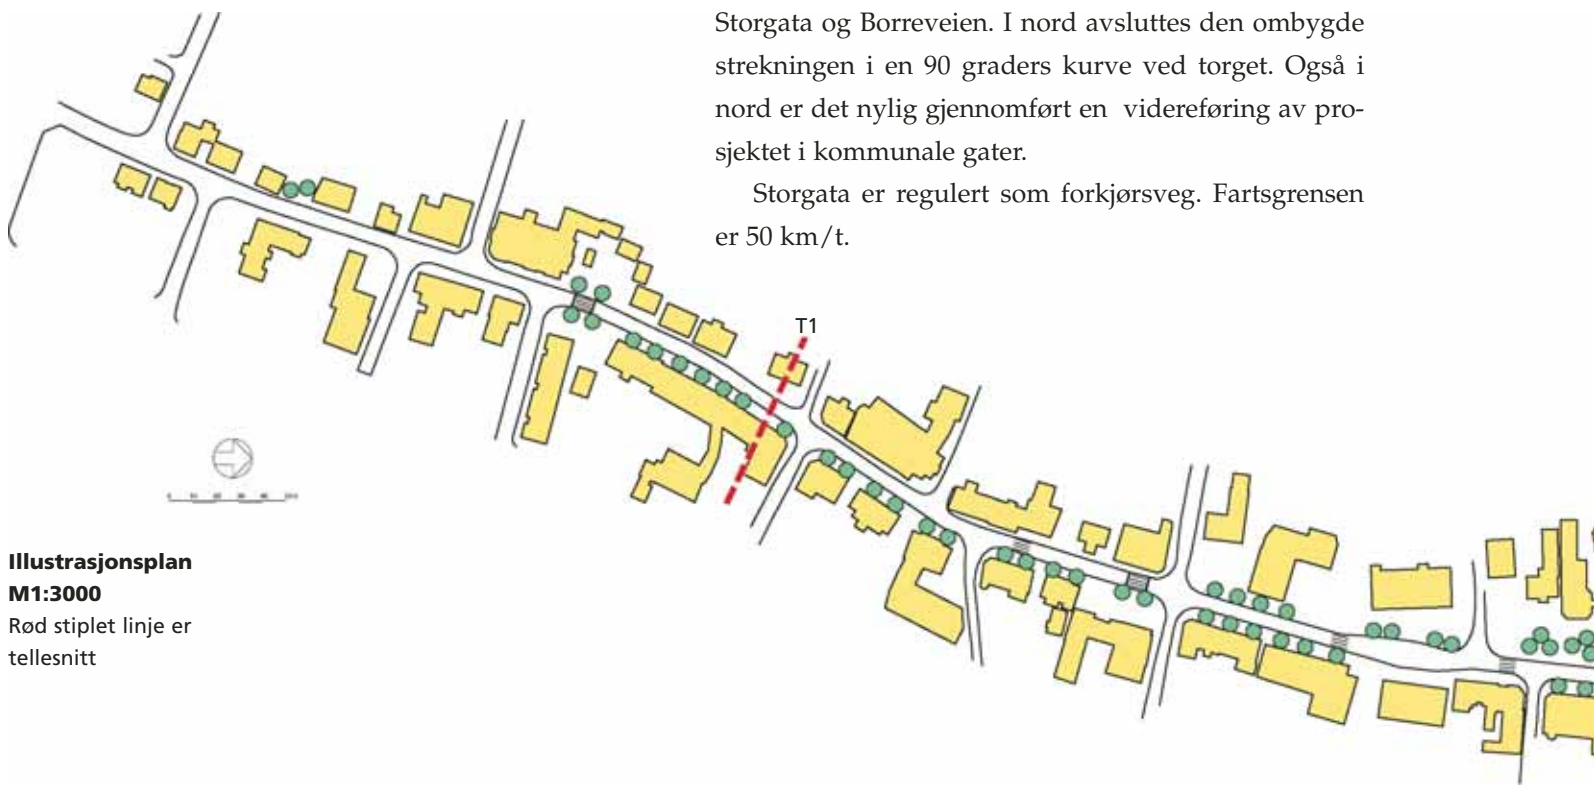 Storgata og Borreveien. I nord avsluttes den ombygde
strekningen i en 90 graders kurve ved torget. Også i
nord er det nylig gjennomført en videreføring av pro-
sjektet i kommunale gater.
Storgata er regulert som forkjørsveg. Fartsgrensen
er 50 km/t.
T1
Illustrasjonsplan
M1:3000
Rød stiplet linje er
tellesnitt